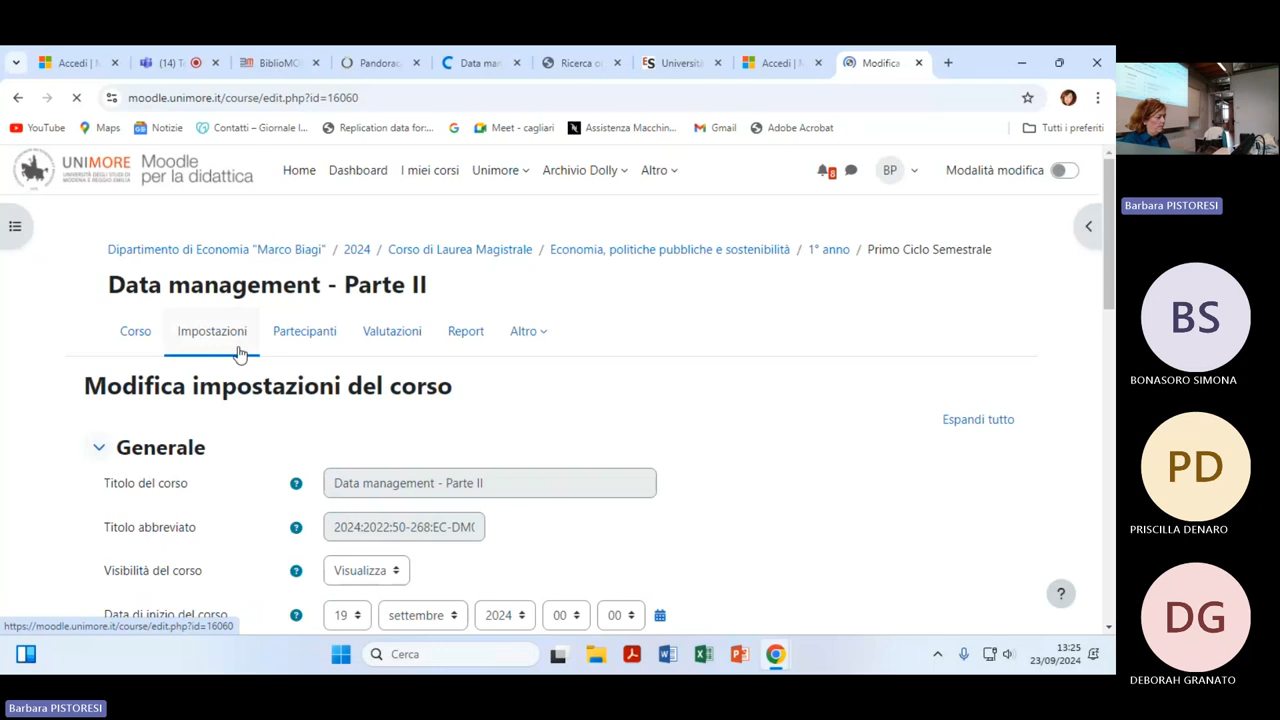 Accedi | M
(14) Te
BiblioMO
Pandorac
Data man
Ricerca op
ES Università
Accedi | M
Modifica
moodle.unimore.it/course/edit.php?id=16060
YouTube
Maps
Notizie
Contatti – Giornale l...
Replication data for:...
Meet - cagliari
Assistenza Macchin...
Gmail
Adobe Acrobat
Tutti i preferiti
UNIMORE
UNIVERSITÀ DEGLI STUDI DI
MODENA E REGGIO EMILIA
Moodle
per la didattica
Home
Dashboard
I miei corsi
Unimore
Archivio Dolly
Altro
8
BP
Modalità modifica
Dipartimento di Economia "Marco Biagi" / 2024 / Corso di Laurea Magistrale / Economia, politiche pubbliche e sostenibilità / 1° anno / Primo Ciclo Semestrale
Data management - Parte II
Corso
Impostazioni
Partecipanti
Valutazioni
Report
Altro
Modifica impostazioni del corso
Espandi tutto
Generale
Titolo del corso
?
Data management - Parte II
Titolo abbreviato
?
2024:2022:50-268:EC-DM(
Visibilità del corso
?
Visualizza
Data di inizio del corso
?
19
settembre
2024
00
00
?
https://moodle.unimore.it/course/edit.php?id=16060
Cerca
13:25
23/09/2024
Barbara PISTORESI
Barbara PISTORESI
BS
BONASORO SIMONA
PD
PRISCILLA DENARO
DG
DEBORAH GRANATO